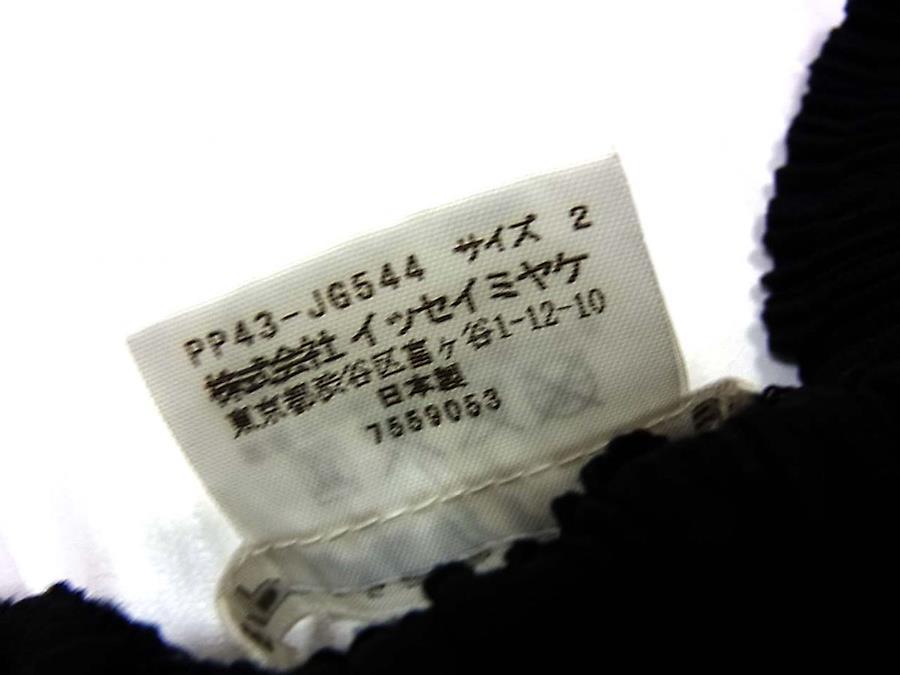 PP43-JG544 サイズ 2
株式会社 イッセイミヤケ
東京都渋谷区富ヶ谷1-12-10
日本製
7559053